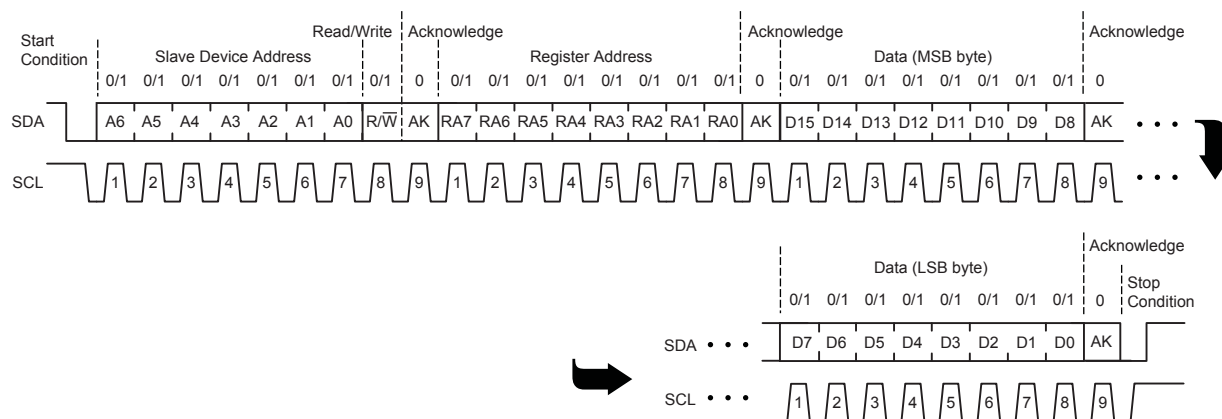 Start
Condition
Slave Device Address
Read/Write
Acknowledge
Register Address
Acknowledge
Data (MSB byte)
Acknowledge
0/1 0/1 0/1 0/1 0/1 0/1 0/1 0/1 0 0/1 0/1 0/1 0/1 0/1 0/1 0/1 0/1 0 0/1 0/1 0/1 0/1 0/1 0/1 0/1 0/1 0
SDA A6 A5 A4 A3 A2 A1 A0 R/W̅ AK RA7 RA6 RA5 RA4 RA3 RA2 RA1 RA0 AK D15 D14 D13 D12 D11 D10 D9 D8 AK • • •
SCL 1 2 3 4 5 6 7 8 9 1 2 3 4 5 6 7 8 9 1 2 3 4 5 6 7 8 9 • • •
Data (LSB byte)
Acknowledge
Stop
Condition
0/1 0/1 0/1 0/1 0/1 0/1 0/1 0/1 0
SDA • • • D7 D6 D5 D4 D3 D2 D1 D0 AK
SCL • • • 1 2 3 4 5 6 7 8 9